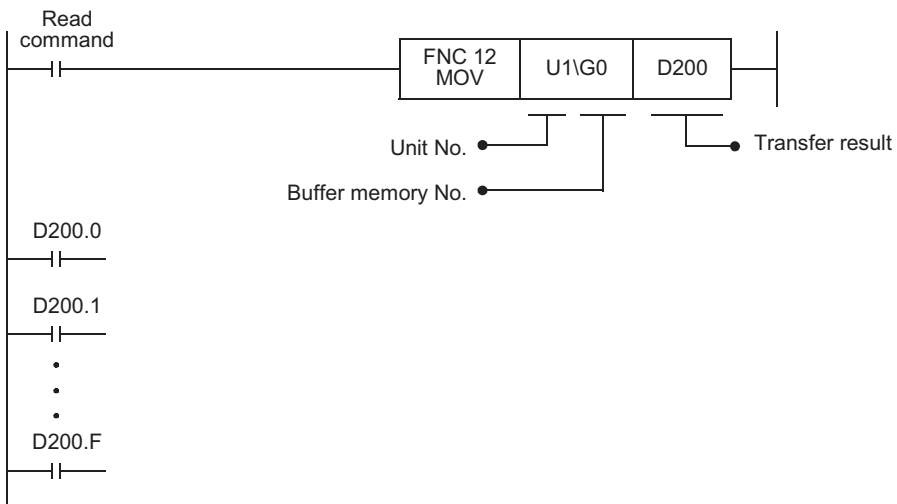 Read
command
FNC 12
MOV
U1\G0
D200
Unit No.
Transfer result
Buffer memory No.
D200.0
D200.1
D200.F